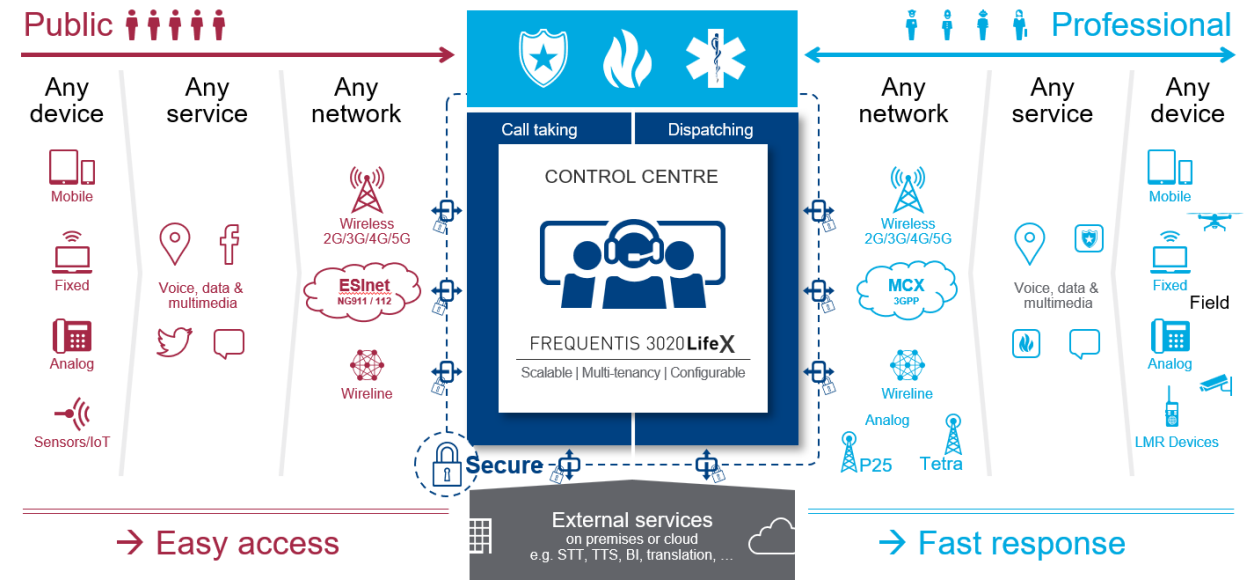 Public
Professional
Any
device
Any
service
Any
network
Mobile
Fixed
Analog
Sensors/IoT
Voice, data &
multimedia
Wireless
2G/3G/4G/5G
ESInet
NG911 / 112
Wireline
Call taking
Dispatching
CONTROL CENTRE
FREQUENTIS 3020 LifeX
Scalable | Multi-tenancy | Configurable
Secure
External services
on premises or cloud
e.g. STT, TTS, BI, translation, ...
Any
network
Any
service
Any
device
Wireless
2G/3G/4G/5G
MCX
3GPP
Wireline
Analog
P25
Tetra
Voice, data &
multimedia
Mobile
Fixed
Field
Analog
LMR Devices
→ Easy access
→ Fast response